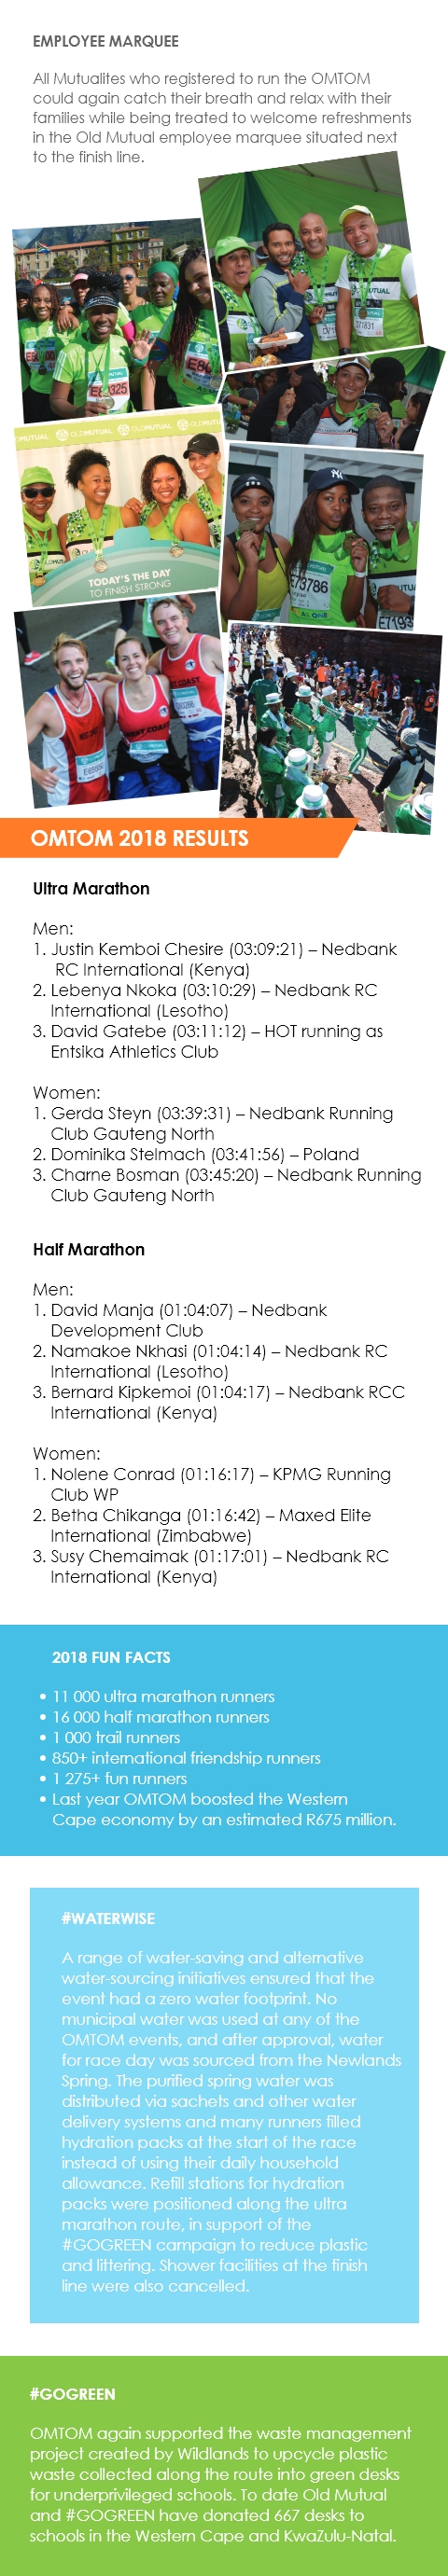 EMPLOYEE MARQUEE
All Mutualites who registered to run the OMTOM
could again catch their breath and relax with their
families while being treated to welcome refreshments
in the Old Mutual employee marquee situated next
to the finish line.
OLDMUTUAL OLDMUTUAL
E73786
TODAY'S THE DAY
TO FINISH STRONG
E7193
OMTOM 2018 RESULTS
Ultra Marathon
Men:
1. Justin Kemboi Chesire (03:09:21) – Nedbank
RC International (Kenya)
2. Lebenya Nkoka (03:10:29) – Nedbank RC
International (Lesotho)
3. David Gatebe (03:11:12) – HOT running as
Entsika Athletics Club
Women:
1. Gerda Steyn (03:39:31) – Nedbank Running
Club Gauteng North
2. Dominika Stelmach (03:41:56) – Poland
3. Charne Bosman (03:45:20) – Nedbank Running
Club Gauteng North
Half Marathon
Men:
1. David Manja (01:04:07) – Nedbank
Development Club
2. Namakoe Nkhasi (01:04:14) – Nedbank RC
International (Lesotho)
3. Bernard Kipkemoi (01:04:17) – Nedbank RCC
International (Kenya)
Women:
1. Nolene Conrad (01:16:17) – KPMG Running
Club WP
2. Betha Chikanga (01:16:42) – Maxed Elite
International (Zimbabwe)
3. Susy Chemaimak (01:17:01) – Nedbank RC
International (Kenya)
2018 FUN FACTS
• 11 000 ultra marathon runners
• 16 000 half marathon runners
• 1 000 trail runners
• 850+ international friendship runners
• 1 275+ fun runners
• Last year OMTOM boosted the Western
Cape economy by an estimated R675 million.
#WATERWISE
A range of water-saving and alternative
water-sourcing initiatives ensured that the
event had a zero water footprint. No
municipal water was used at any of the
OMTOM events, and after approval, water
for race day was sourced from the Newlands
Spring. The purified spring water was
distributed via sachets and other water
delivery systems and many runners filled
hydration packs at the start of the race
instead of using their daily household
allowance. Refill stations for hydration
packs were positioned along the ultra
marathon route, in support of the
#GOGREEN campaign to reduce plastic
and littering. Shower facilities at the finish
line were also cancelled.
#GOGREEN
OMTOM again supported the waste management
project created by Wildlands to upcycle plastic
waste collected along the route into green desks
for underprivileged schools. To date Old Mutual
and #GOGREEN have donated 667 desks to
schools in the Western Cape and KwaZulu-Natal.